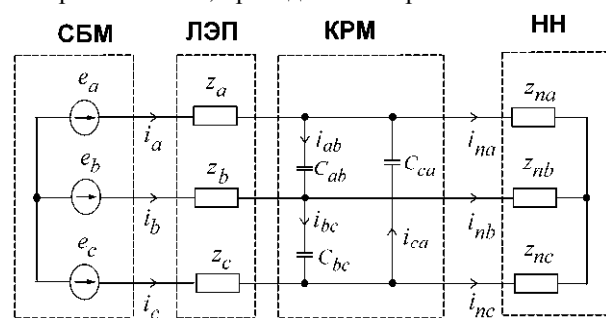 СБМ ЛЭП КРМ НН
e_a z_a z_na
i_a i_ab C_ab C_ca i_na
e_b z_b z_nb
i_b i_bc C_bc i_ca i_nb
e_c z_c z_nc
i_c i_nc